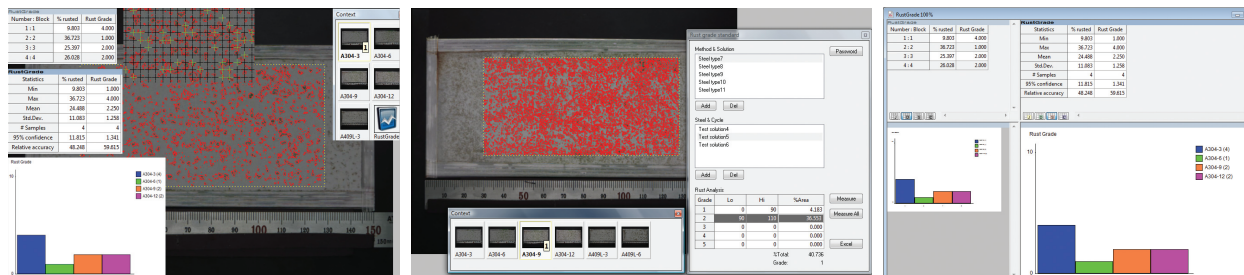 RustGrade
Number : Block % rusted Rust Grade
1 : 1 9.803 4.000
2 : 2 36.723 1.000
3 : 3 25.397 2.000
4 : 4 26.028 2.000
RustGrade
Statistics % rusted Rust Grade
Min 9.803 1.000
Max 36.723 4.000
Mean 24.488 2.250
Std.Dev. 11.083 1.258
# Samples 4 4
95% confidence 11.815 1.341
Relative accuracy 48.248 59.615
Rust Grade
10
A304-3 (4)
A304-6 (1)
A304-9 (2)
A304-12 (2)
Context
A304-3
1
A304-6
A304-9
A304-12
A409L-3
RustGrade
100 110 120 130 140 150
Rust grade standard
Method & Solution
Steel type7
Steel type8
Steel type9
Steel type10
Steel type11
Password
Add Del
Steel & Cycle
Test solution4
Test solution5
Test solution6
Add Del
Rust Analysis
Grade Lo Hi %Area
1 0 90 4.183
2 90 110 36.553
3 0 0 0.000
4 0 0 0.000
5 0 0 0.000
%Total 40.736
Grade: 1
Measure
Measure All
Excel
Context
A304-3 A304-6 A304-9 1 A304-12 A409L-3 A409L-6
RustGrade 100%
RustGrade
Number : Block % rusted Rust Grade
1 : 1 9.803 4.000
2 : 2 36.723 1.000
3 : 3 25.397 2.000
4 : 4 26.028 2.000
RustGrade
Statistics % rusted Rust Grade
Min 9.803 1.000
Max 36.723 4.000
Mean 24.488 2.250
Std.Dev. 11.083 1.258
# Samples 4 4
95% confidence 11.815 1.341
Relative accuracy 48.248 59.615
Rust Grade
10
A304-3 (4)
A304-6 (1)
A304-9 (2)
A304-12 (2)